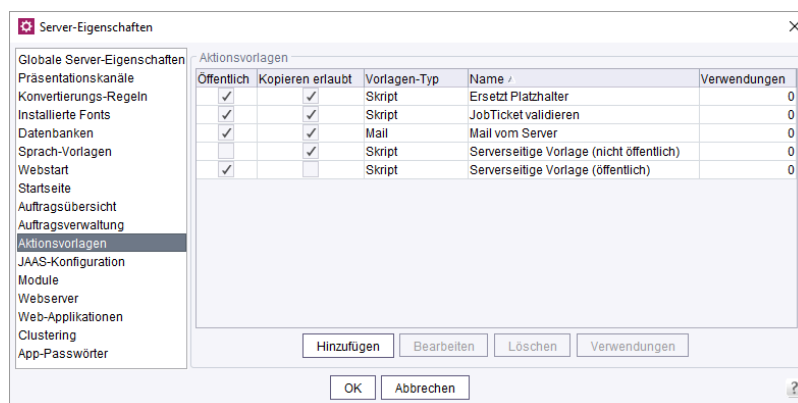 Server-Eigenschaften
Globale Server-Eigenschaften
Präsentationskanäle
Konvertierungs-Regeln
Installierte Fonts
Datenbanken
Sprach-Vorlagen
Webstart
Startseite
Auftragsübersicht
Auftragsverwaltung
Aktionsvorlagen
JAAS-Konfiguration
Module
Webserver
Web-Applikationen
Clustering
App-Passwörter
Aktionsvorlagen
Öffentlich Kopieren erlaubt Vorlagen-Typ Name Verwendungen
Skript Ersetzt Platzhalter 0
Skript JobTicket validieren 0
Mail Mail vom Server 0
Skript Serverseitige Vorlage (nicht öffentlich) 0
Skript Serverseitige Vorlage (öffentlich) 0
Hinzufügen Bearbeiten Löschen Verwendungen
OK Abbrechen ?